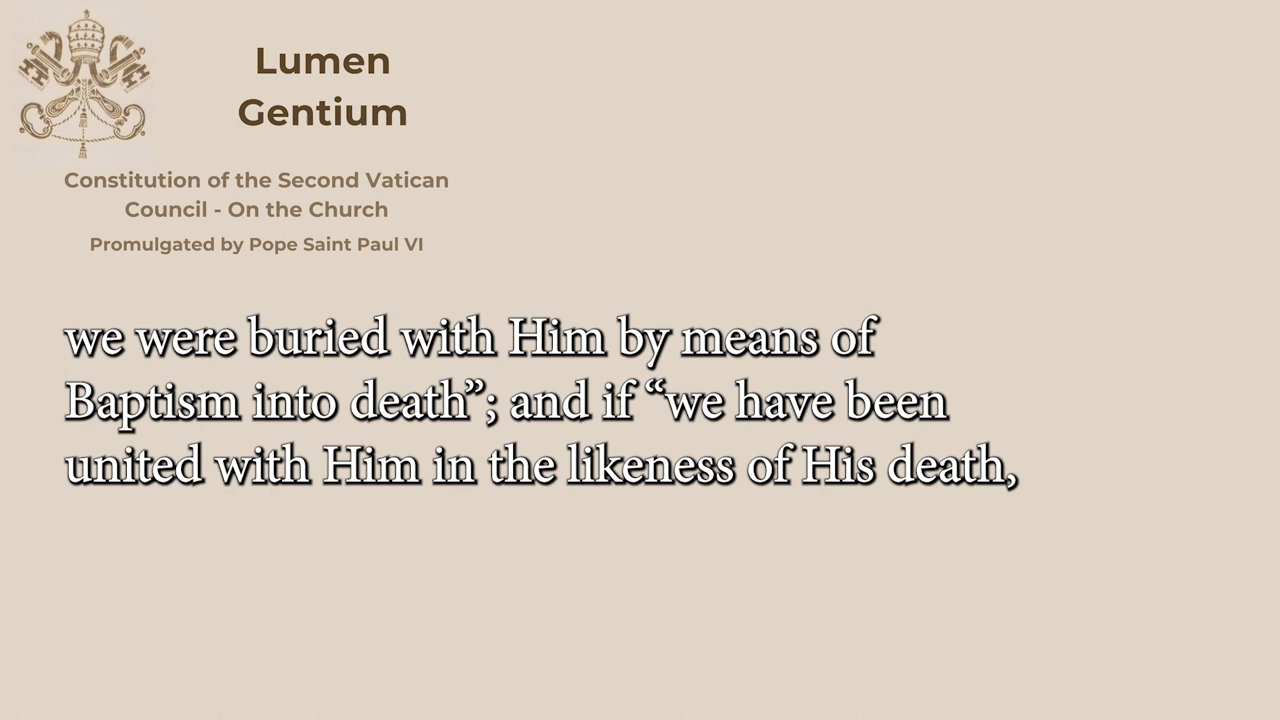 Lumen
Gentium
Constitution of the Second Vatican
Council - On the Church
Promulgated by Pope Saint Paul VI
we were buried with Him by means of
Baptism into death”; and if “we have been
united with Him in the likeness of His death,